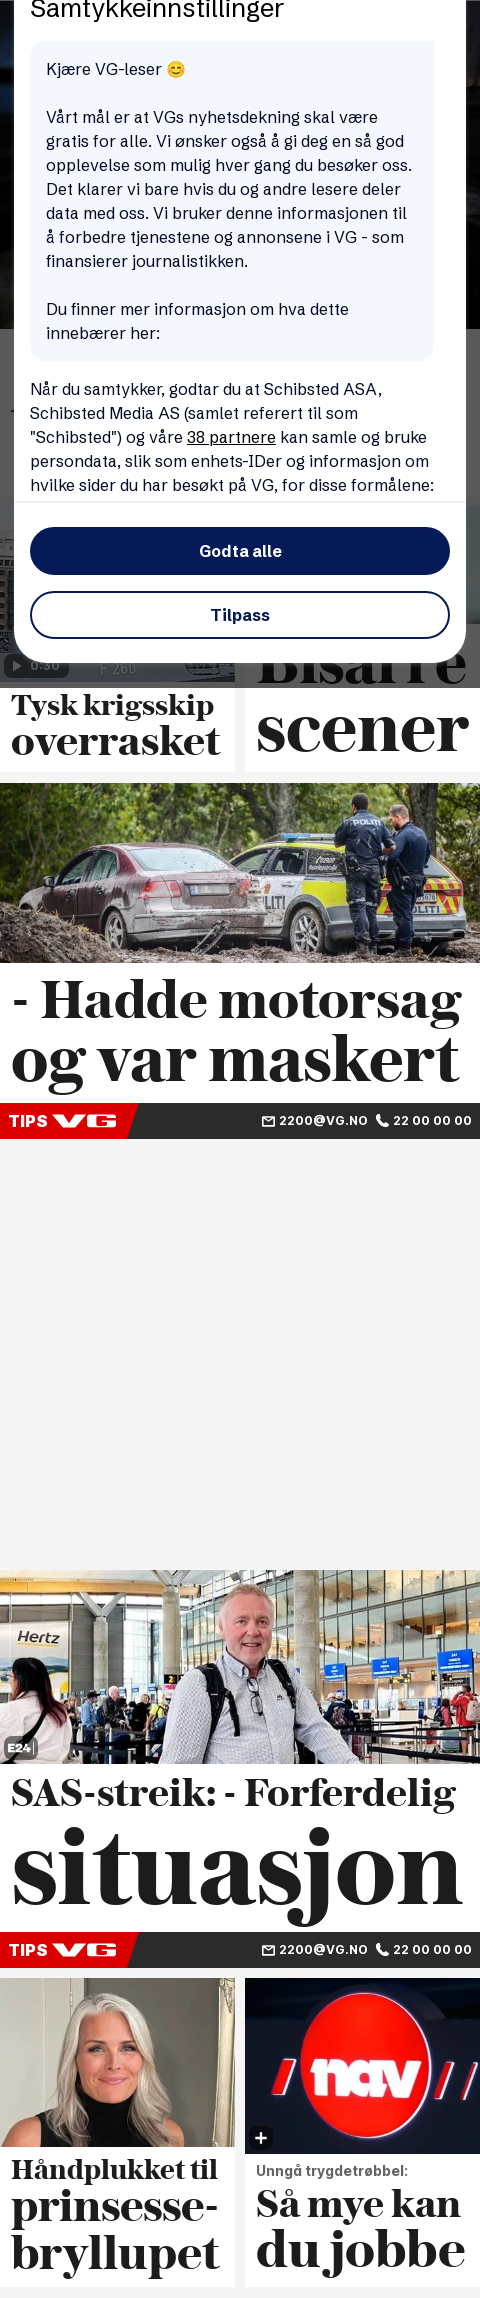 Samtykkeinnstillinger
Kjære VG-leser 😊
Vårt mål er at VGs nyhetsdekning skal være
gratis for alle. Vi ønsker også å gi deg en så god
opplevelse som mulig hver gang du besøker oss.
Det klarer vi bare hvis du og andre lesere deler
data med oss. Vi bruker denne informasjonen til
å forbedre tjenestene og annonsene i VG - som
finansierer journalistikken.
Du finner mer informasjon om hva dette
innebærer her:
Når du samtykker, godtar du at Schibsted ASA,
Schibsted Media AS (samlet referert til som
"Schibsted") og våre 38 partnere kan samle og bruke
persondata, slik som enhets-IDer og informasjon om
hvilke sider du har besøkt på VG, for disse formålene:
Godta alle
Tilpass
0:30
F 260
Tysk krigsskip
overrasket
Bisarre
scener
POLITI
LITI
POLITI
- Hadde motorsag
og var maskert
TIPS VG
2200@VG.NO 22 00 00 00
Hertz
2
E24
SAS-streik: - Forferdelig
situasjon
TIPS VG
2200@VG.NO 22 00 00 00
Håndplukket til
prinsesse-
bryllupet
nav
Unngå trygdetrøbbel:
Så mye kan
du jobbe